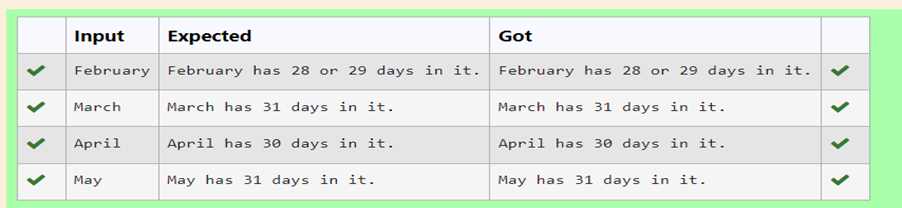 Input Expected Got
February February has 28 or 29 days in it. February has 28 or 29 days in it.
March March has 31 days in it. March has 31 days in it.
April April has 30 days in it. April has 30 days in it.
May May has 31 days in it. May has 31 days in it.